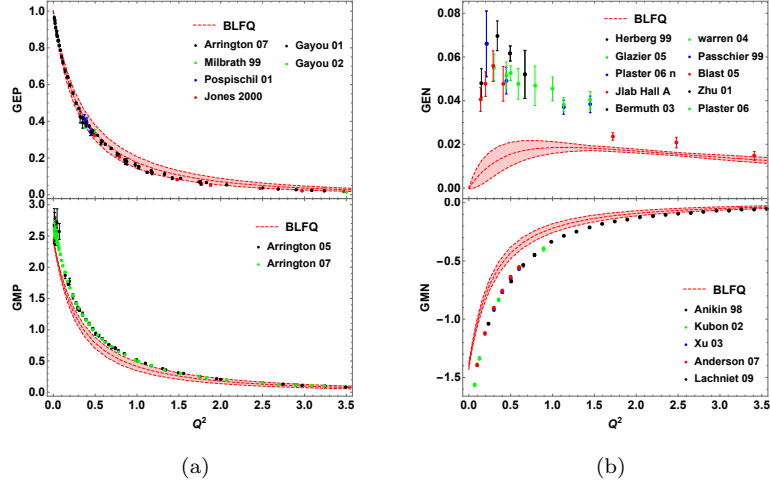 BLFQ
Arrington 07
Milbrath 99
Pospischil 01
Jones 2000
Gayou 01
Gayou 02
GEP
0.0
0.2
0.4
0.6
0.8
1.0
BLFQ
Arrington 05
Arrington 07
GMP
0.0
0.5
1.0
1.5
2.0
2.5
3.0
0.0 0.5 1.0 1.5 2.0 2.5 3.0 3.5
Q²
(a)
BLFQ
Herberg 99
Glazier 05
Plaster 06 n
Jlab Hall A
Bermuth 03
warren 04
Passchier 99
Blast 05
Zhu 01
Plaster 06
GEN
0.00
0.02
0.04
0.06
0.08
BLFQ
Anikin 98
Kubon 02
Xu 03
Anderson 07
Lachniet 09
GMN
0.0
−0.5
−1.0
−1.5
0.0 0.5 1.0 1.5 2.0 2.5 3.0 3.5
Q²
(b)